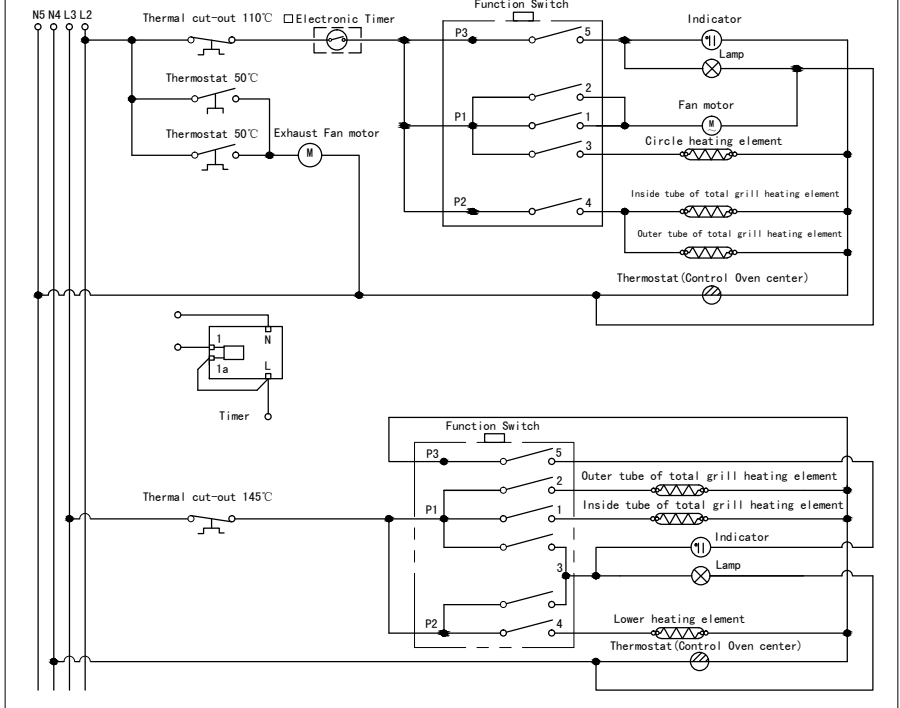 Function Switch
N5 N4 L3 L2
Thermal cut-out 110℃
□Electronic Timer
P3
5
Indicator
Lamp
Thermostat 50℃
2
Fan motor
P1
1
M
~
Thermostat 50℃
Exhaust Fan motor
M
Circle heating element
3
P2
4
Inside tube of total grill heating element
Outer tube of total grill heating element
Thermostat(Control Oven center)
1
N
1a
L
Timer
Function Switch
P3
5
Outer tube of total grill heating element
2
Thermal cut-out 145℃
P1
1
Inside tube of total grill heating element
Indicator
3
Lamp
P2
4
Lower heating element
Thermostat(Control Oven center)